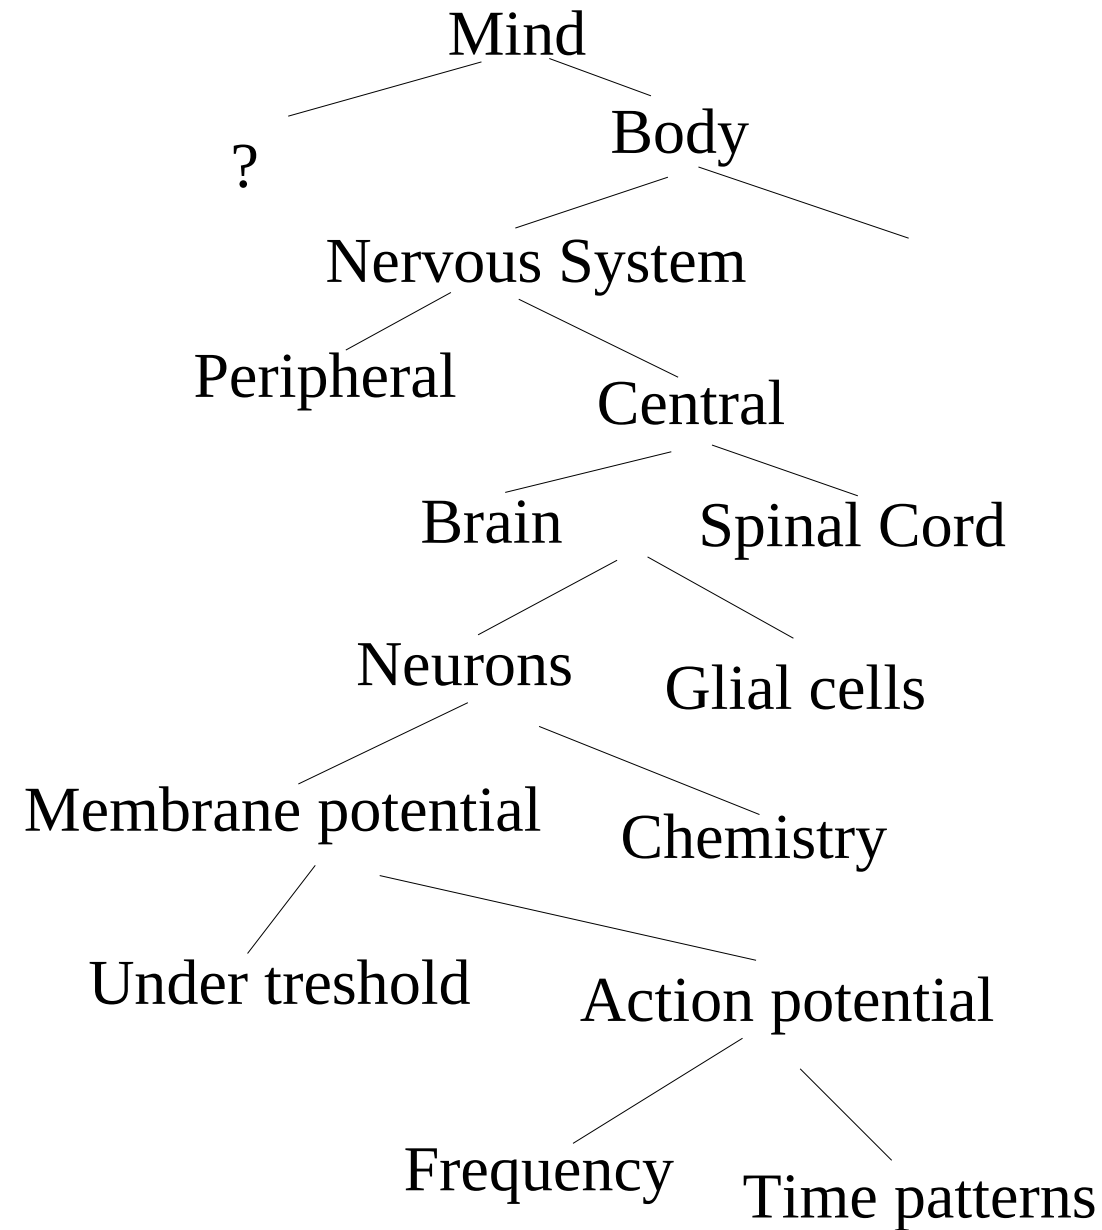 Mind
?
Body
Nervous System
Peripheral
Central
Brain
Spinal Cord
Neurons
Glial cells
Membrane potential
Chemistry
Under treshold
Action potential
Frequency
Time patterns